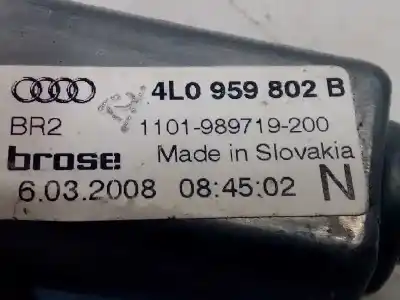 4L0 959 802 B
BR2 1101-989719-200
brose Made in Slovakia
6.03.2008 08:45:02 N